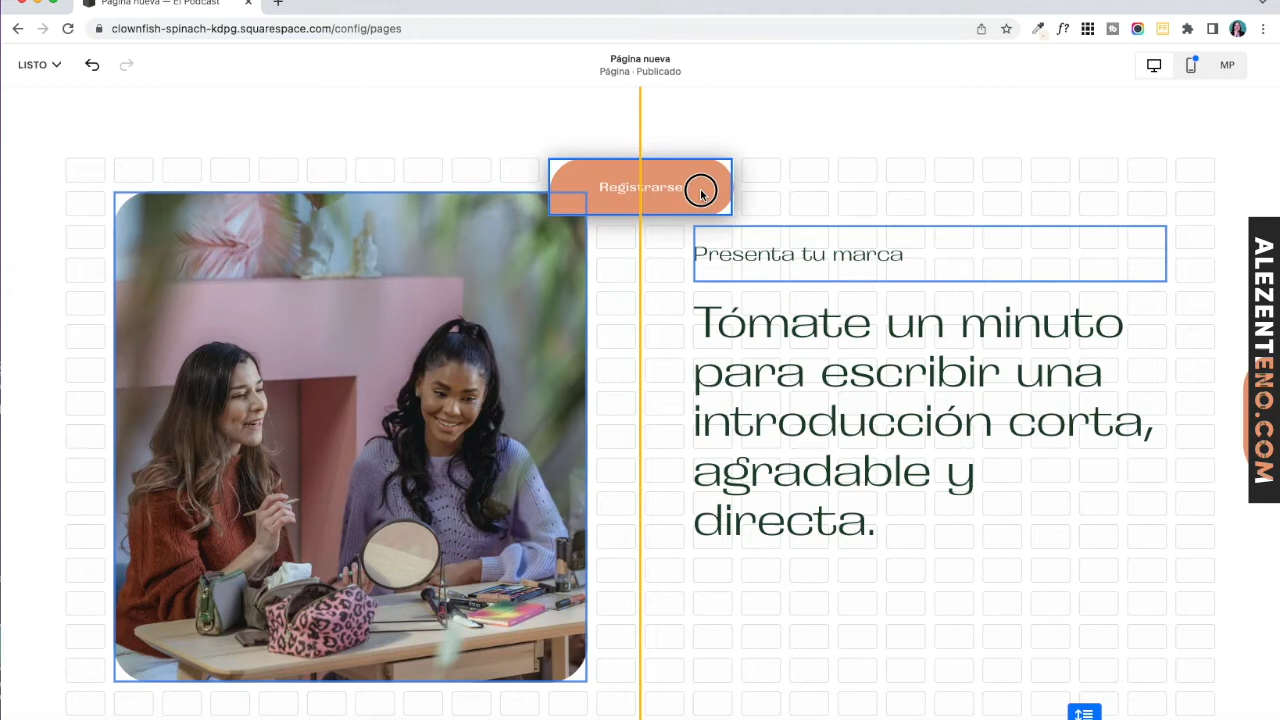 Página nueva — El Podcast
clownfish-spinach-kdpg.squarespace.com/config/pages
f?
LISTO
Página nueva
Página · Publicado
MP
Registrarse
Presenta tu marca
Tómate un minuto
para escribir una
introducción corta,
agradable y
directa.
ALEZENTENO.COM